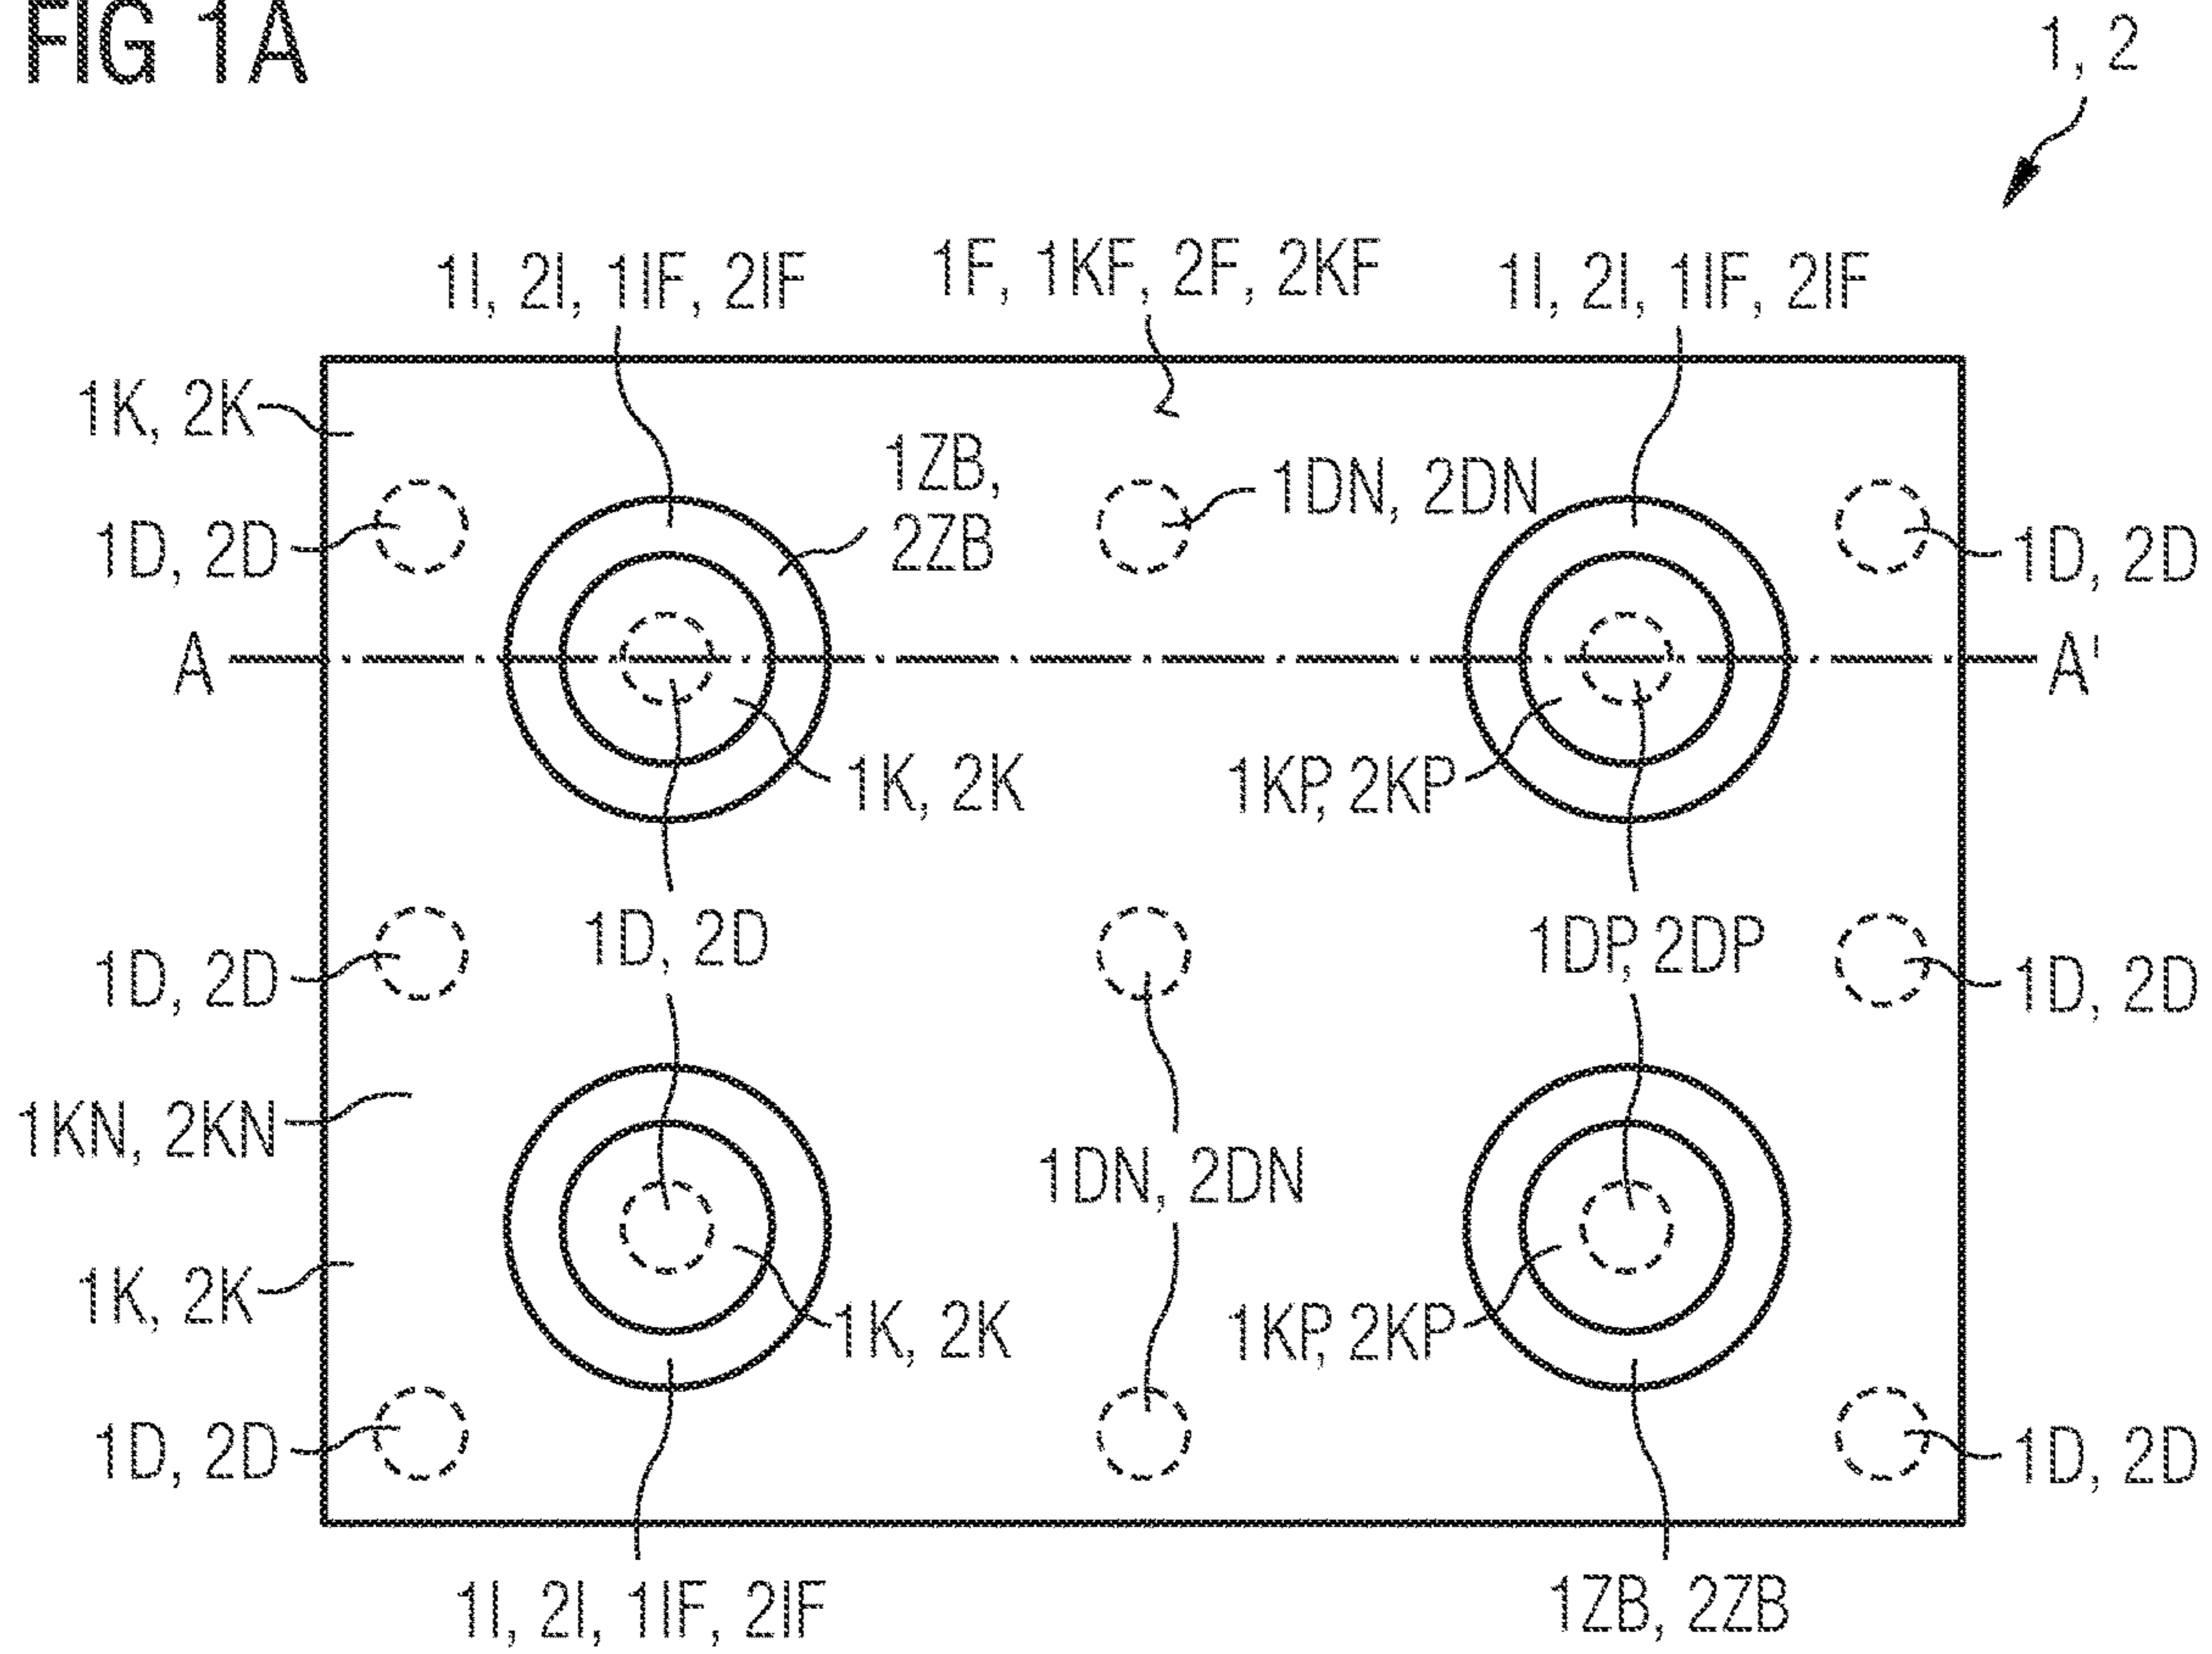 FIG 1A
1, 2
1I, 2I, 1IF, 2IF
1F, 1KF, 2F, 2KF
1I, 2I, 1IF, 2IF
1K, 2K
1ZB,
2ZB
1DN, 2DN
1D, 2D
1D, 2D
A
A'
1K, 2K
1KP, 2KP
1D, 2D
1D, 2D
1DP, 2DP
1D, 2D
1KN, 2KN
1DN, 2DN
1K, 2K
1K, 2K
1KP, 2KP
1D, 2D
1D, 2D
1I, 2I, 1IF, 2IF
1ZB, 2ZB